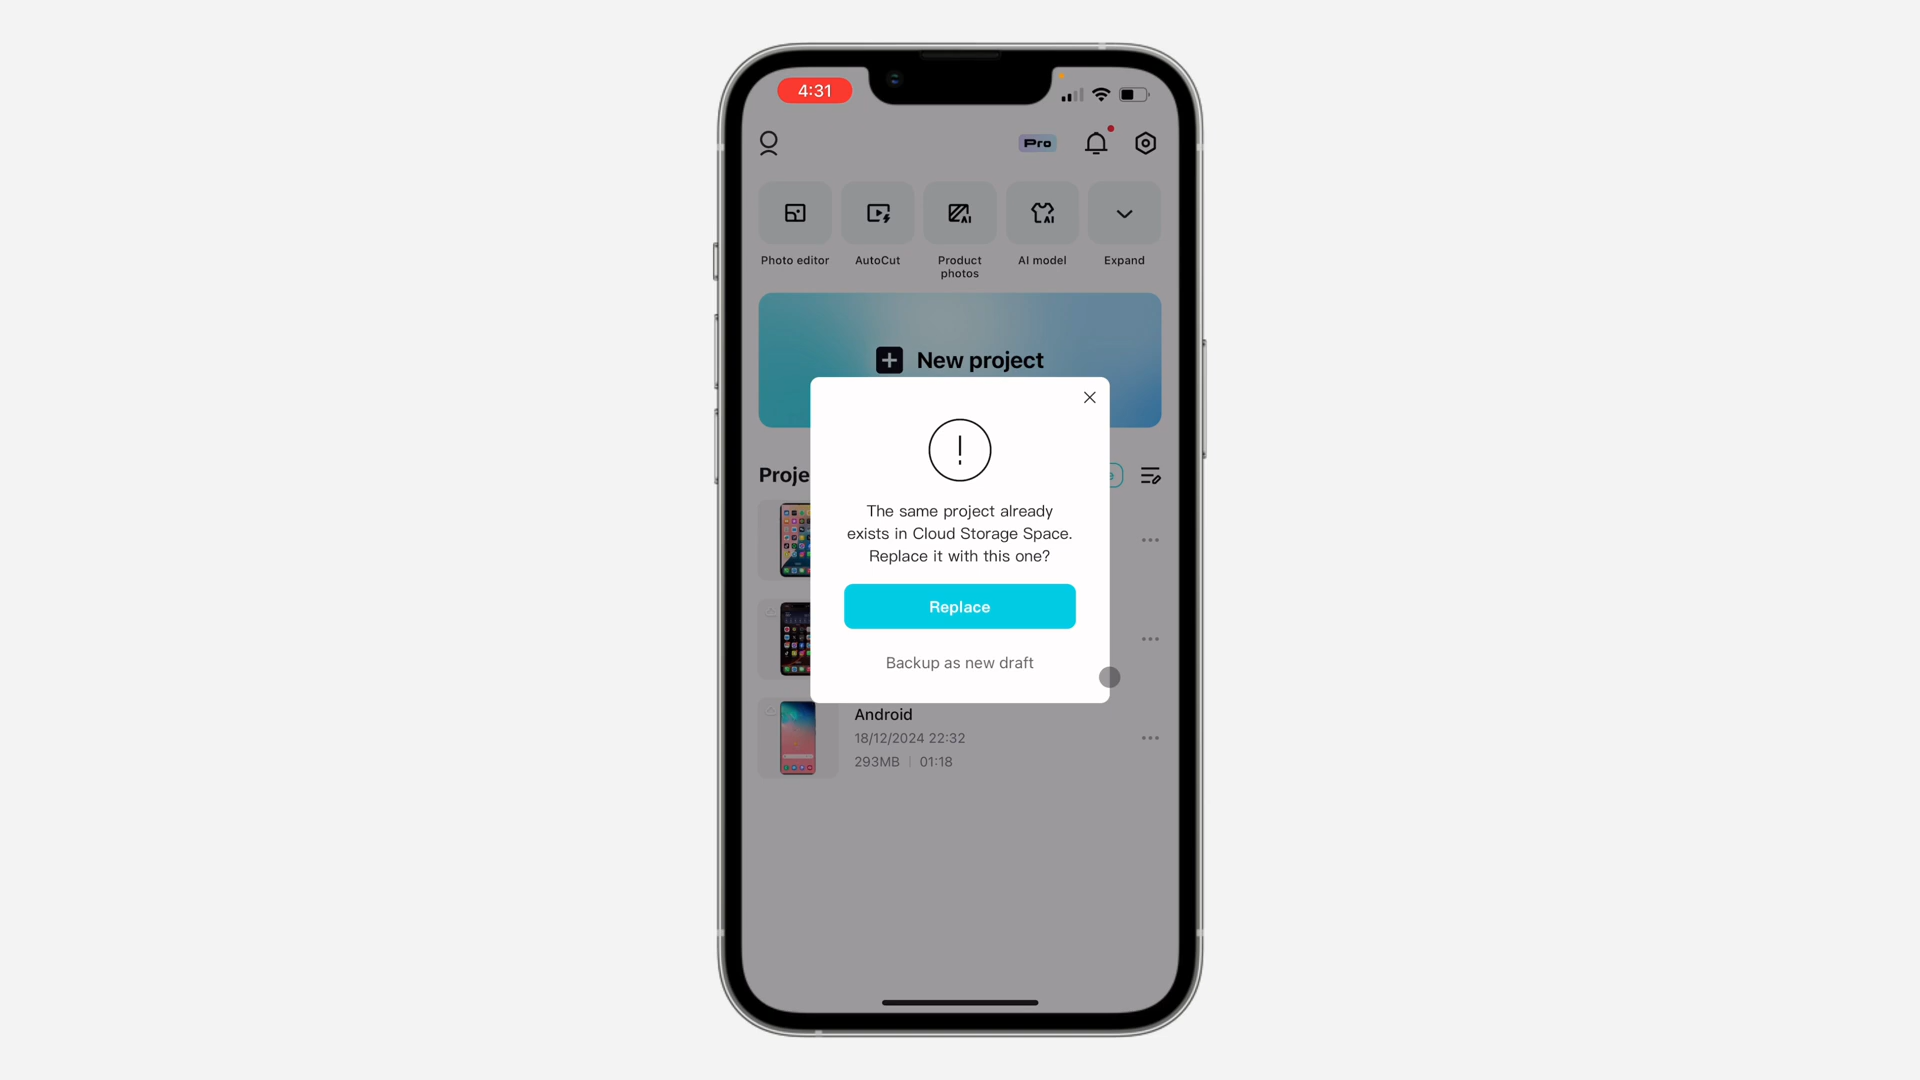 4:31
Pro
Photo editor
AutoCut
Product
photos
AI model
Expand
New project
The same project already
exists in Cloud Storage Space.
Replace it with this one?
Replace
Backup as new draft
Android
18/12/2024 22:32
293MB | 01:18